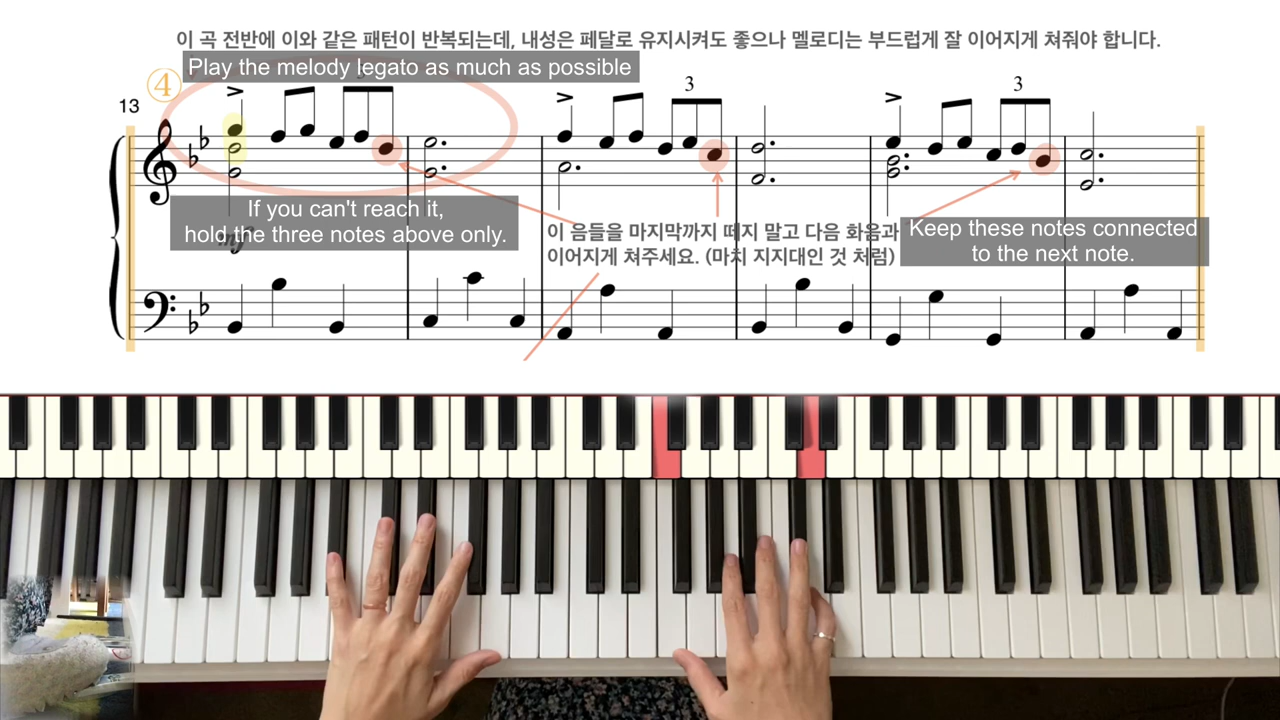 이 곡 전반에 이와 같은 패턴이 반복되는데, 내성은 페달로 유지시켜도 좋으나 멜로디는 부드럽게 잘 이어지게 쳐줘야 합니다.
④ Play the melody legato as much as possible
13
3
3
If you can't reach it,
hold the three notes above only.
이 음들을 마지막까지 떼지 말고 다음 화음과
이어지게 쳐주세요. (마치 지지대인 것 처럼)
Keep these notes connected
to the next note.